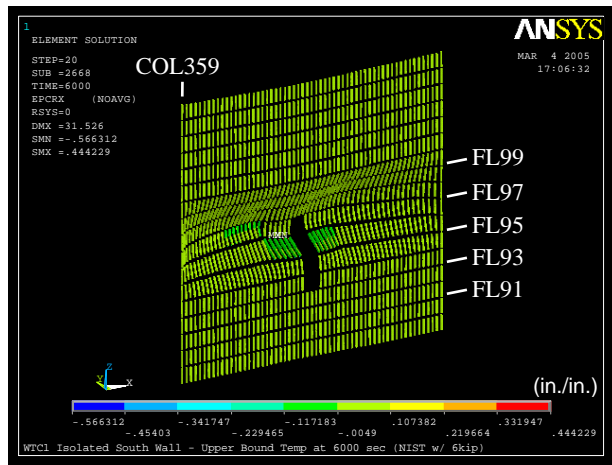 1
ELEMENT SOLUTION
STEP=20
SUB =2668
TIME=6000
EPCRX (NOAVG)
RSYS=0
DMX =31.526
SMN =-.566312
SMX =.444229
ANSYS
MAR 4 2005
17:06:32
COL359
FL99
FL97
FL95
FL93
FL91
Z
Y
X
(in./in.)
-.566312 -.341747 -.117183 .107382 .331947
-.45403 -.229465 -.0049 .219664 .444229
WTC1 Isolated South Wall - Upper Bound Temp at 6000 sec (NIST w/ 6kip)